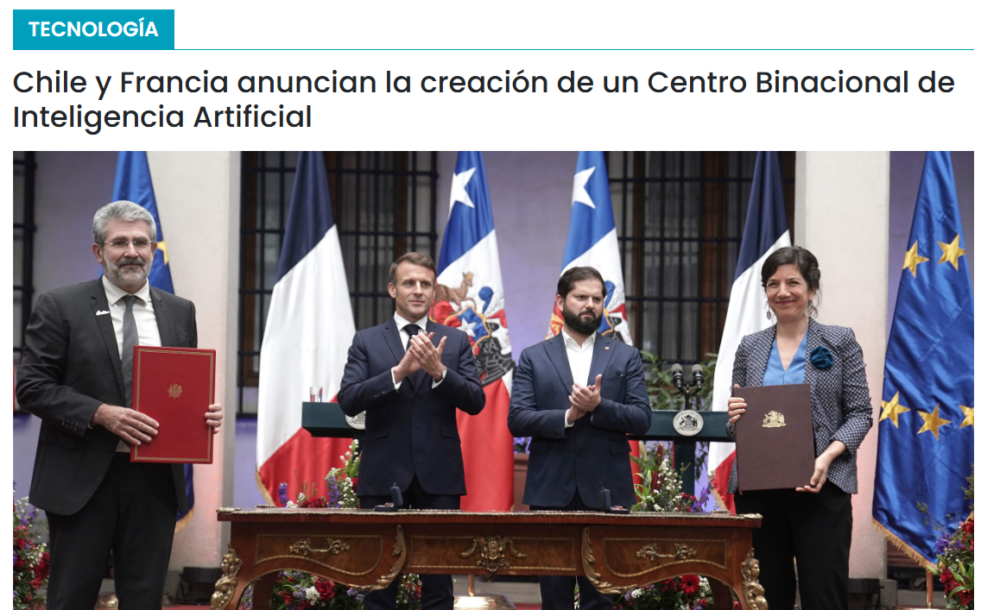 TECNOLOGÍA
Chile y Francia anuncian la creación de un Centro Binacional de
Inteligencia Artificial